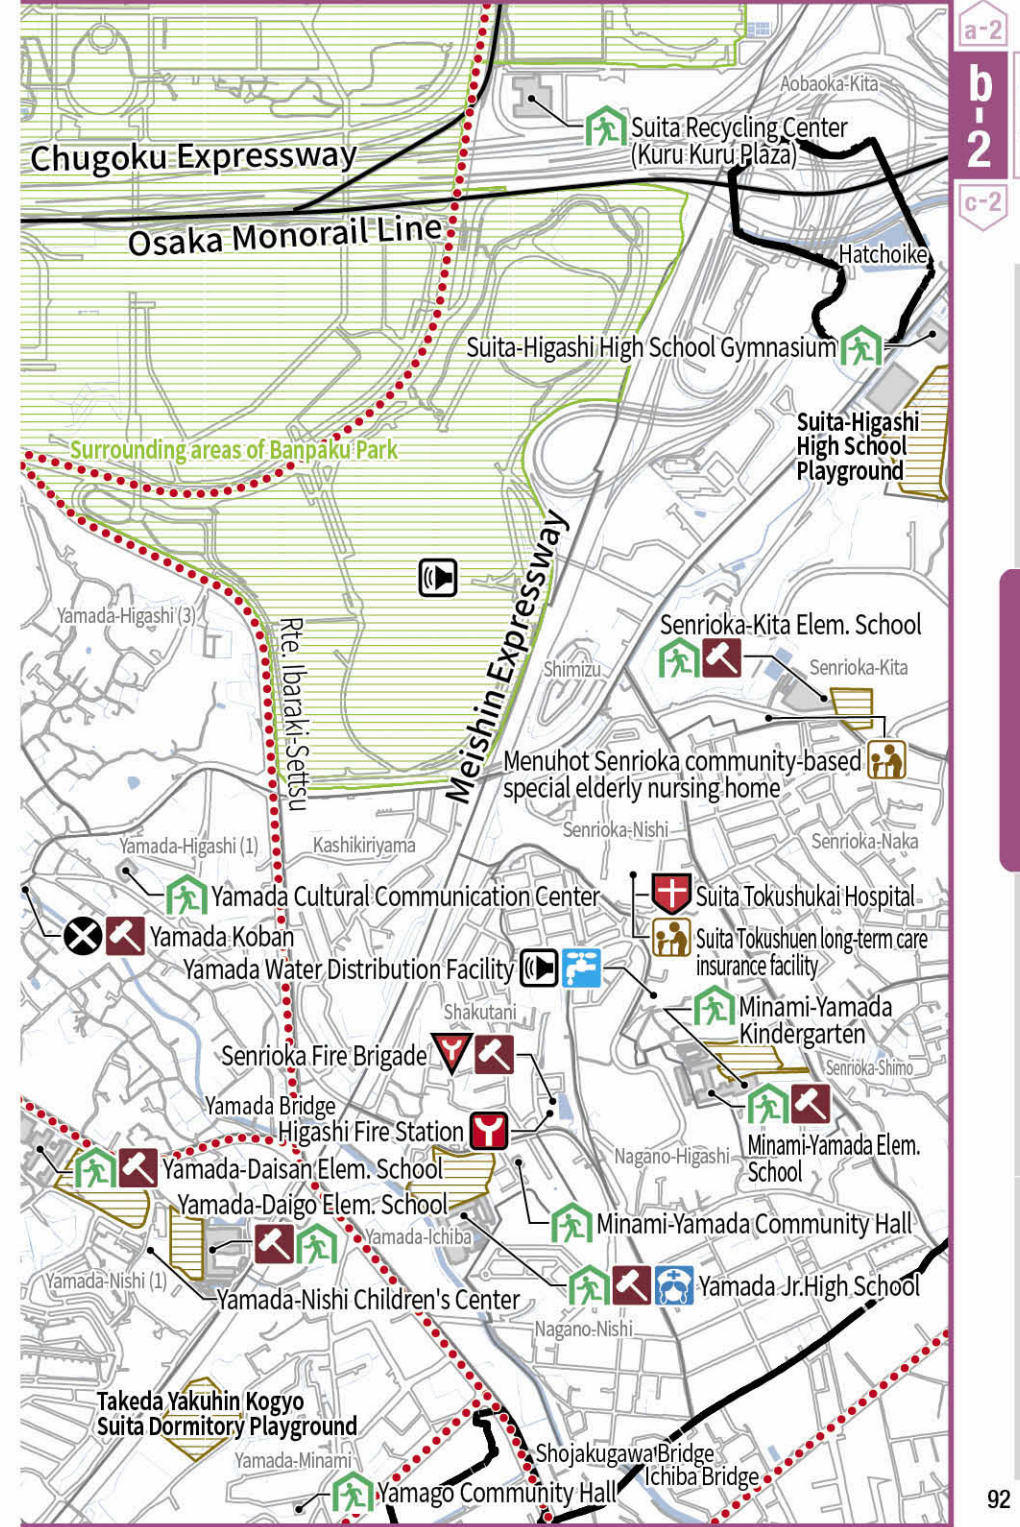 a-2
b-2
c-2
Aobaoka-Kita
Suita Recycling Center
(Kuru Kuru Plaza)
Chugoku Expressway
Osaka Monorail Line
Hatchoike
Suita-Higashi High School Gymnasium
Suita-Higashi
High School
Playground
Surrounding areas of Banpaku Park
Meishin Expressway
Yamada-Higashi (3)
Rte. Ibaraki-Settsu
Senrioka-Kita Elem. School
Shimizu
Senrioka-Kita
Menuhot Senrioka community-based
special elderly nursing home
Senrioka-Nishi
Senrioka-Naka
Yamada-Higashi (1)
Kashikiriyama
Yamada Cultural Communication Center
Suita Tokushukai Hospital
Yamada Koban
Suita Tokushuen long-term care
insurance facility
Yamada Water Distribution Facility
Minami-Yamada
Kindergarten
Shakutani
Senrioka Fire Brigade
Senrioka-Shimo
Yamada Bridge
Higashi Fire Station
Minami-Yamada Elem.
School
Nagano-Higashi
Yamada-Daisan Elem. School
Yamada-Daigo Elem. School
Yamada-Ichiba
Minami-Yamada Community Hall
Yamada-Nishi (1)
Yamada-Nishi Children's Center
Yamada Jr.High School
Nagano-Nishi
Takeda Yakuhin Kogyo
Suita Dormitory Playground
Yamada-Minami
Shojakugawa Bridge
Ichiba Bridge
Yamago Community Hall
92